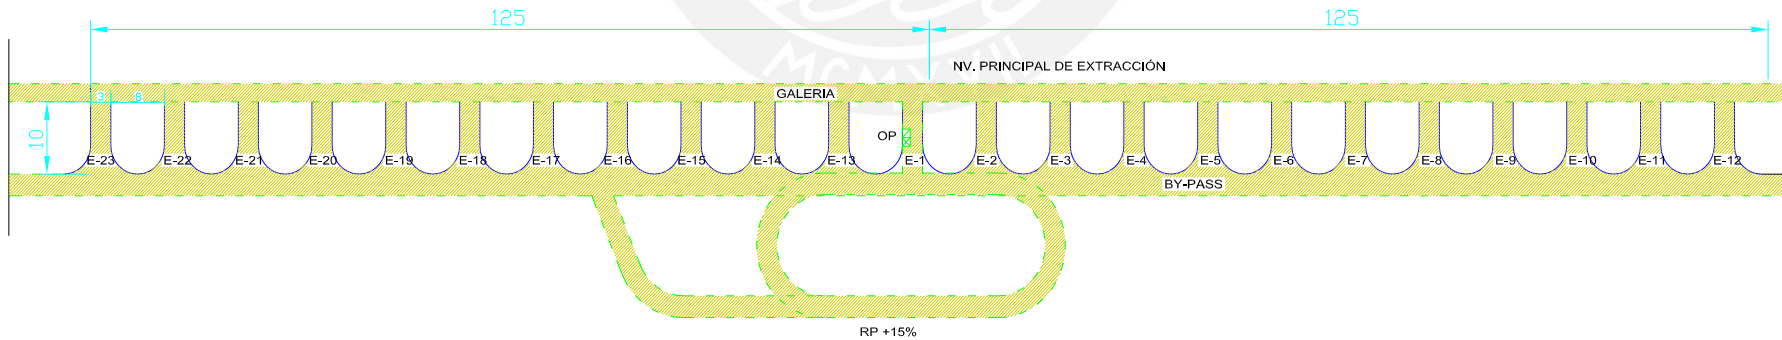 125
125
MCMXVII
NV. PRINCIPAL DE EXTRACCIÓN
3
8
GALERIA
10
OP
E-23
E-22
E-21
E-20
E-19
E-18
E-17
E-16
E-15
E-14
E-13
E-1
E-2
E-3
E-4
E-5
E-6
E-7
E-8
E-9
E-10
E-11
E-12
BY-PASS
RP +15%